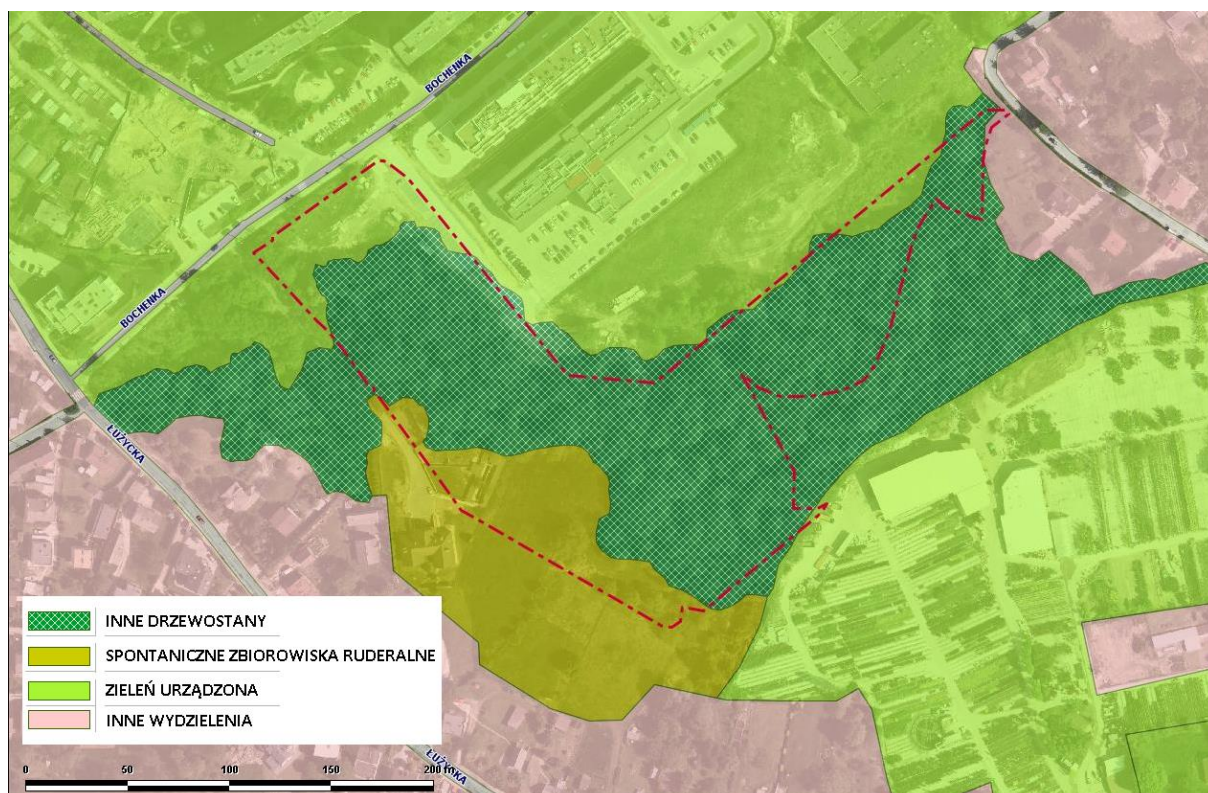 BOCHENKA
BOCHENKA
ŁUŻYCKA
INNE DRZEWOSTANY
SPONTANICZNE ZBIOROWISKA RUDERALNE
ZIELEŃ URZĄDZONA
INNE WYDZIELENIA
ŁUŻYCKA
0 50 100 150 200 m